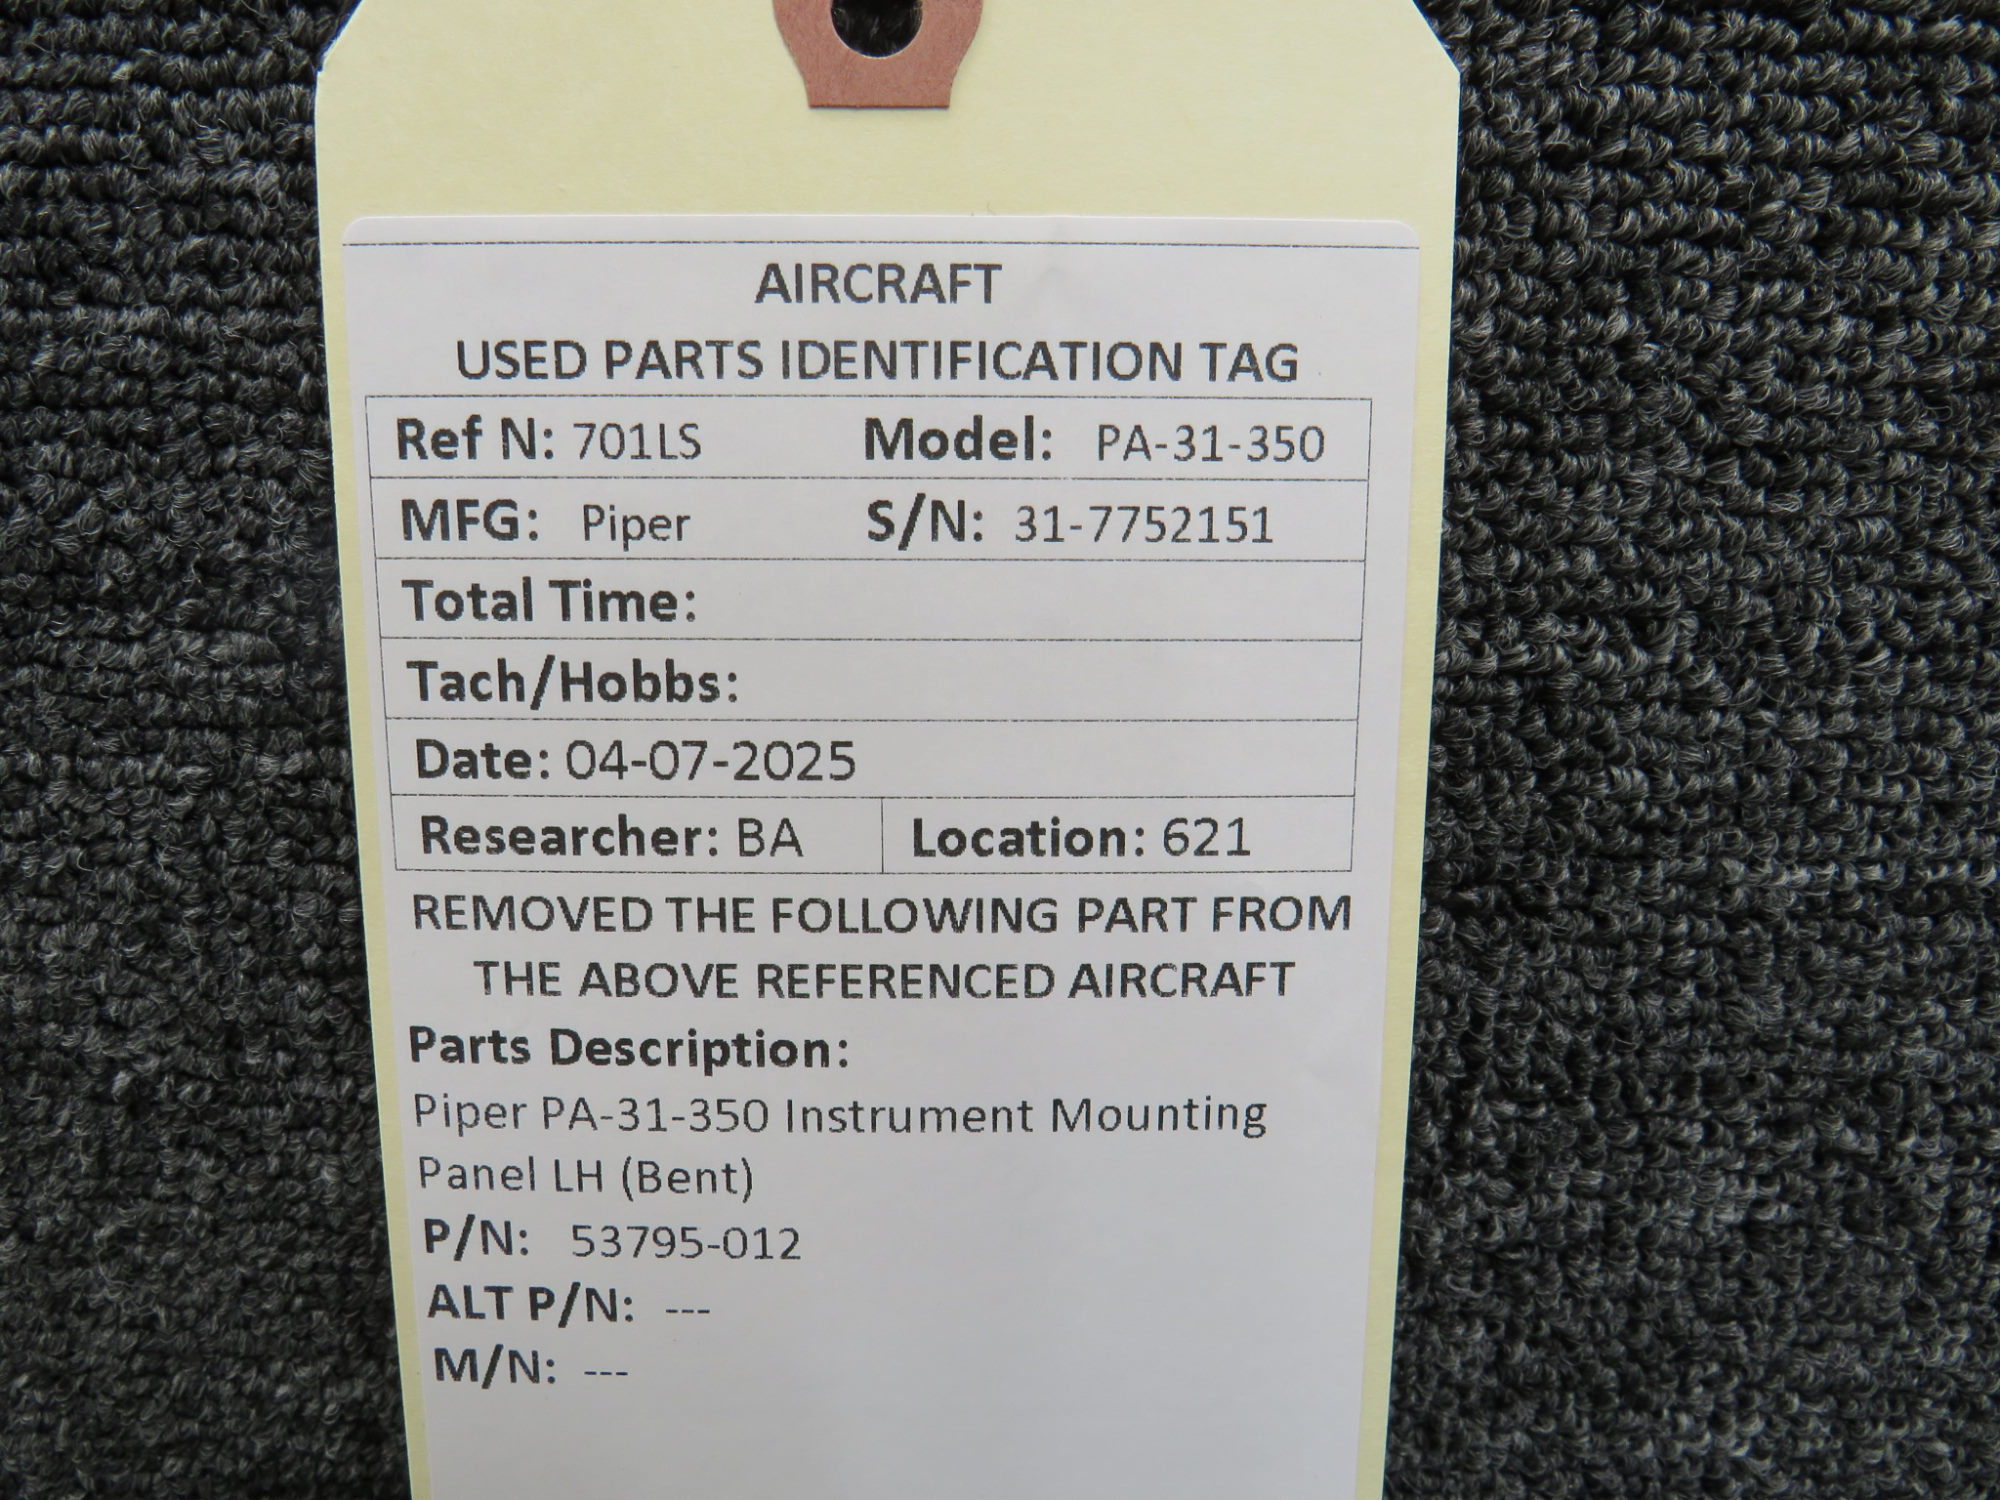 AIRCRAFT
USED PARTS IDENTIFICATION TAG
Ref N: 701LS Model: PA-31-350
MFG: Piper S/N: 31-7752151
Total Time:
Tach/Hobbs:
Date: 04-07-2025
Researcher: BA Location: 621
REMOVED THE FOLLOWING PART FROM
THE ABOVE REFERENCED AIRCRAFT
Parts Description:
Piper PA-31-350 Instrument Mounting
Panel LH (Bent)
P/N: 53795-012
ALT P/N: ---
M/N: ---